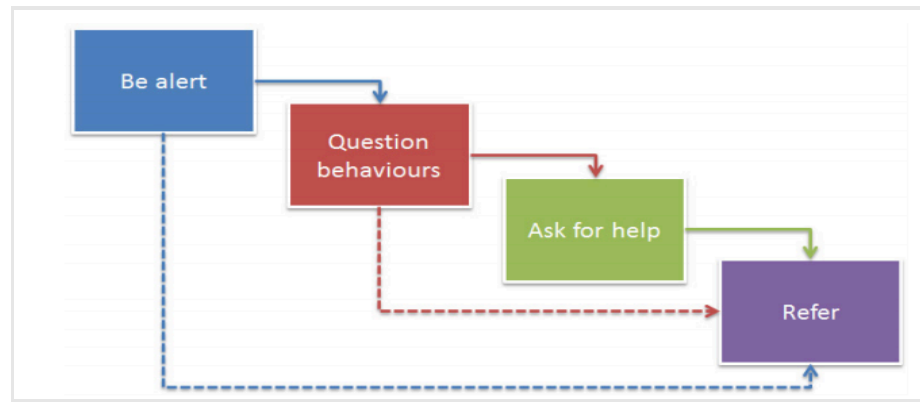 Be alert
Question
behaviours
Ask for help
Refer